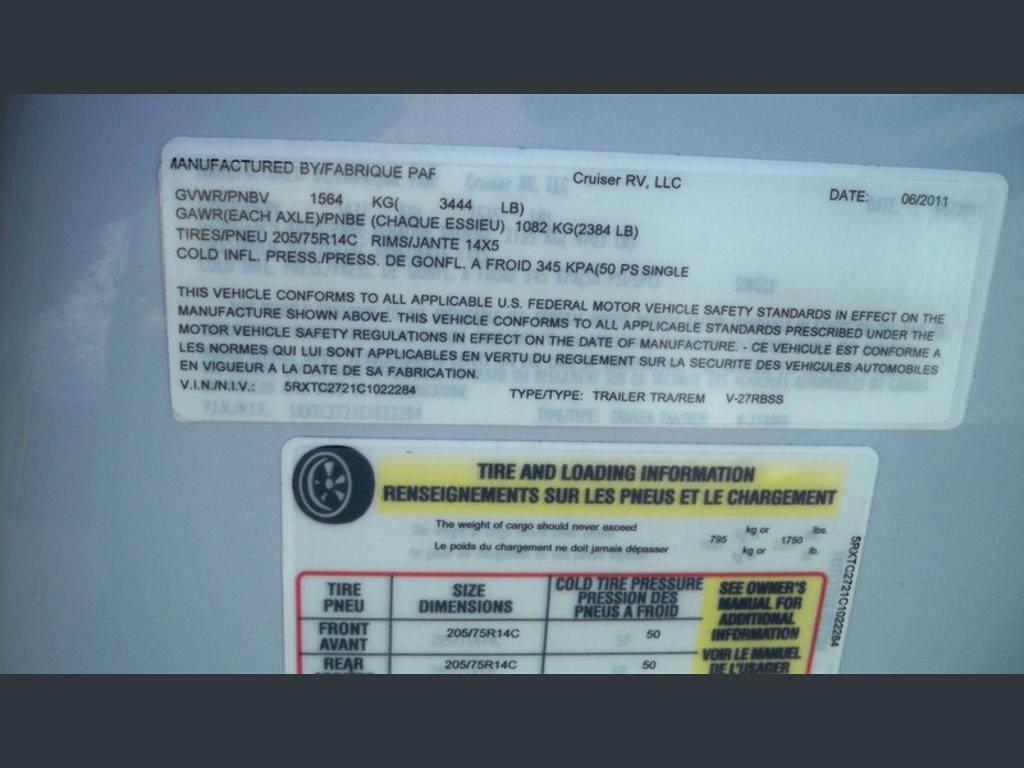 MANUFACTURED BY/FABRIQUE PAR Cruiser RV, LLC DATE: 06/2011
GVWR/PNBV 1564 KG( 3444 LB)
GAWR(EACH AXLE)/PNBE (CHAQUE ESSIEU) 1082 KG(2384 LB)
TIRES/PNEU 205/75R14C RIMS/JANTE 14X5
COLD INFL. PRESS./PRESS. DE GONFL. A FROID 345 KPA(50 PS SINGLE
THIS VEHICLE CONFORMS TO ALL APPLICABLE U.S. FEDERAL MOTOR VEHICLE SAFETY STANDARDS IN EFFECT ON THE
MANUFACTURE SHOWN ABOVE. THIS VEHICLE CONFORMS TO ALL APPLICABLE STANDARDS PRESCRIBED UNDER THE
MOTOR VEHICLE SAFETY REGULATIONS IN EFFECT ON THE DATE OF MANUFACTURE. - CE VEHICULE EST CONFORME A
LES NORMES QUI LUI SONT APPLICABLES EN VERTU DU REGLEMENT SUR LA SECURITE DES VEHICULES AUTOMOBILES
EN VIGUEUR A LA DATE DE SA FABRICATION.
V.I.N./N.I.V.: 5RXTC2721C1022284 TYPE/TYPE: TRAILER TRA/REM V-27RBSS
TIRE AND LOADING INFORMATION
RENSEIGNEMENTS SUR LES PNEUS ET LE CHARGEMENT
The weight of cargo should never exceed kg or lbs.
795 1750
Le poids du chargement ne doit jamais dépasser kg or lb.
5RXTC2721C1022284
TIRE SIZE COLD TIRE PRESSURE
PNEU DIMENSIONS PRESSION DES
PNEUS A FROID
SEE OWNER'S
MANUAL FOR
ADDITIONAL
INFORMATION
FRONT 205/75R14C 50
AVANT
VOIR LE MANUEL
DE L'USAGER
REAR 205/75R14C 50